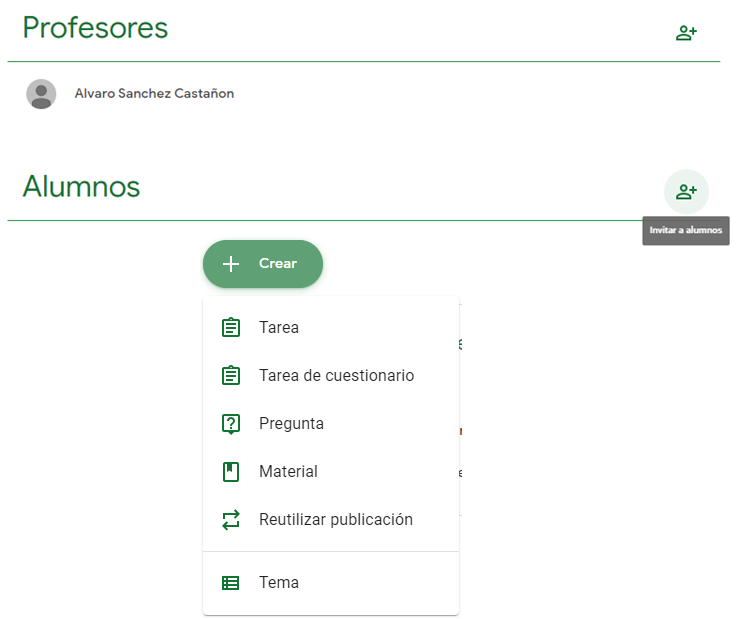 Profesores
Alvaro Sanchez Castañon
Alumnos
Invitar a alumnos
Crear
Tarea
Tarea de cuestionario
Pregunta
Material
Reutilizar publicación
Tema